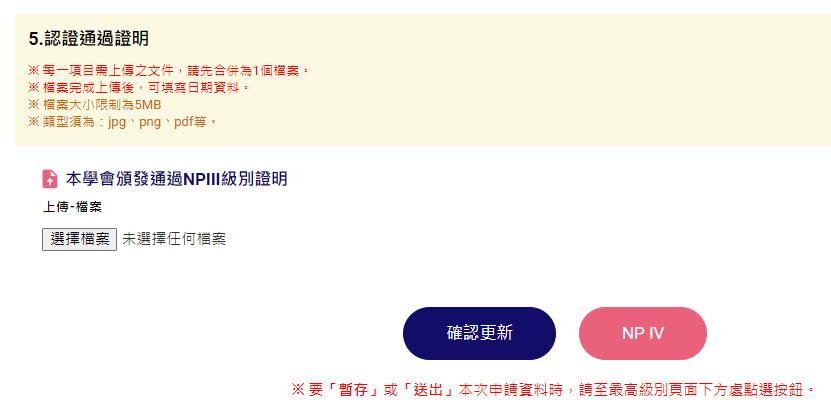 5.認證通過證明
※ 每一項目需上傳之文件，請先合併為1個檔案。
※ 檔案完成上傳後，可填寫日期資料。
※ 檔案大小限制為5MB
※ 類型須為：jpg、png、pdf等。
本學會頒發通過NPIII級別證明
上傳-檔案
選擇檔案 未選擇任何檔案
確認更新 NP IV
※ 要「暫存」或「送出」本次申請資料時，請至最高級別頁面下方處點選按鈕。